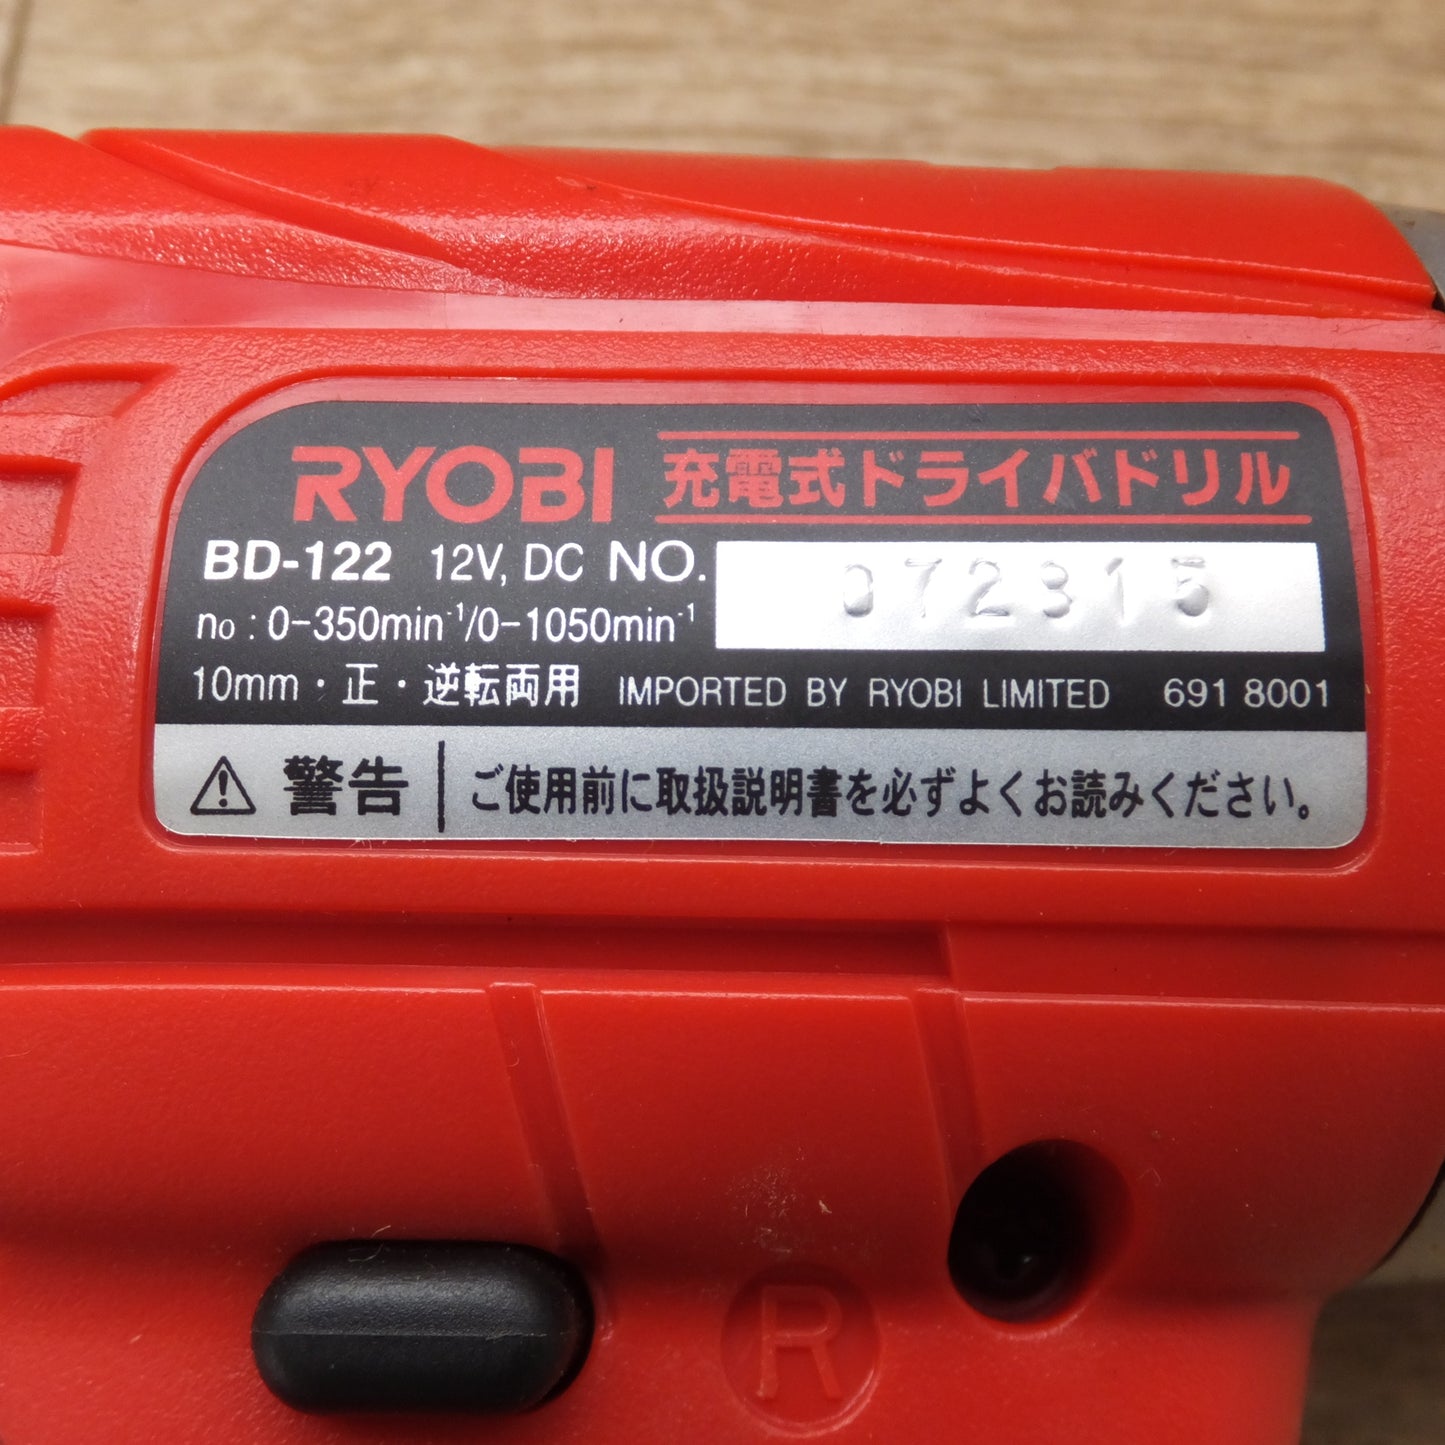 RYOBI 充電式ドライバドリル
BD-122 12V, DC NO. 072315
no : 0-350min⁻¹/0-1050min⁻¹
10mm・正・逆転両用 IMPORTED BY RYOBI LIMITED 691 8001
警告 ご使用前に取扱説明書を必ずよくお読みください。
R